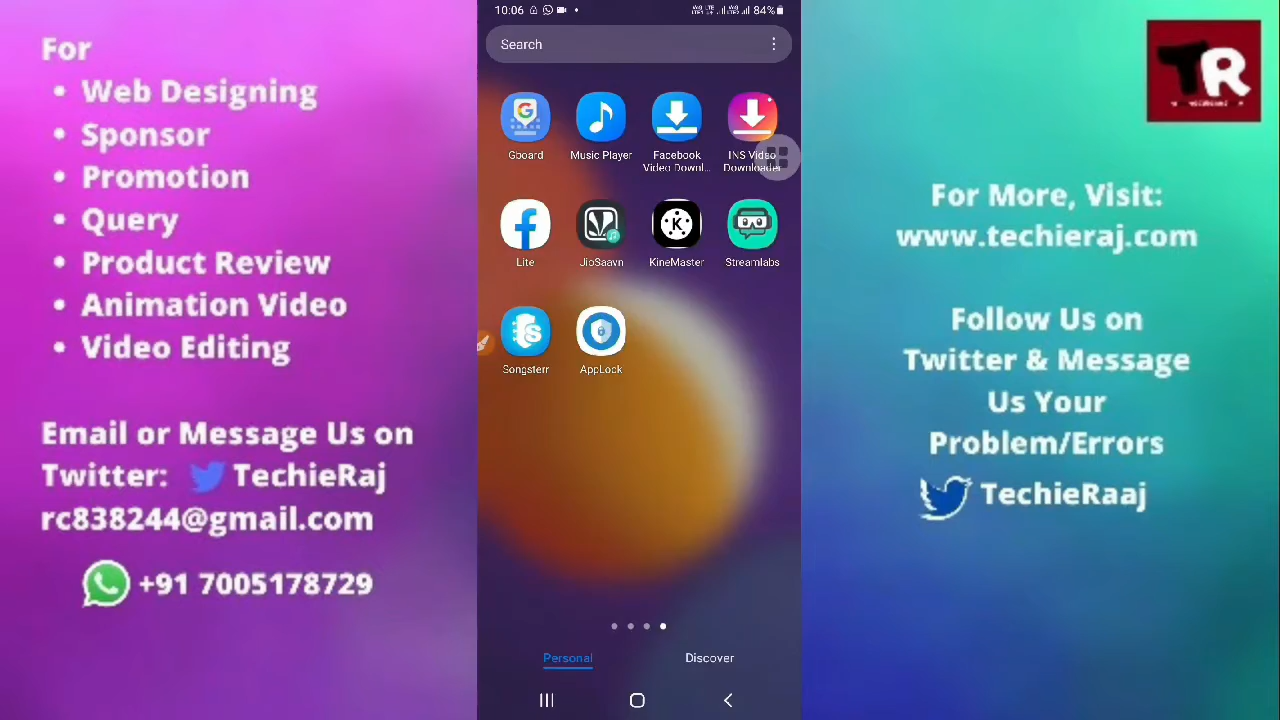 For
• Web Designing
• Sponsor
• Promotion
• Query
• Product Review
• Animation Video
• Video Editing
Email or Message Us on
Twitter: TechieRaj
rc838244@gmail.com
+91 7005178729
10:06
84%
Search
Gboard
Music Player
Facebook
Video Downl...
INS Video
Downloader
Lite
JioSaavn
KineMaster
Streamlabs
Songsterr
AppLock
Personal
Discover
TR
For More, Visit:
www.techieraj.com
Follow Us on
Twitter & Message
Us Your
Problem/Errors
TechieRaaj